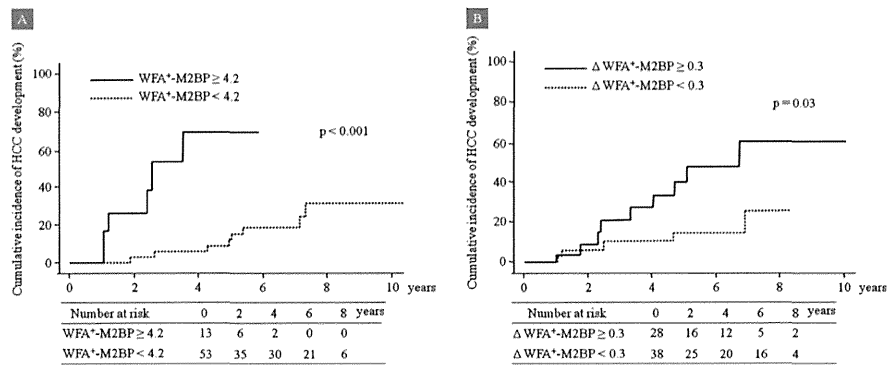 A
Cumulative incidence of HCC development (%)
100
80
60
40
20
0
WFA+-M2BP ≥ 4.2
WFA+-M2BP < 4.2
p < 0.001
0 2 4 6 8 10 years
Number at risk 0 2 4 6 8 years
WFA+-M2BP ≥ 4.2 13 6 2 0 0
WFA+-M2BP < 4.2 53 35 30 21 6
B
Cumulative incidence of HCC development (%)
100
80
60
40
20
0
Δ WFA+-M2BP ≥ 0.3
Δ WFA+-M2BP < 0.3
p = 0.03
0 2 4 6 8 10 years
Number at risk 0 2 4 6 8 years
Δ WFA+-M2BP ≥ 0.3 28 16 12 5 2
Δ WFA+-M2BP < 0.3 38 25 20 16 4